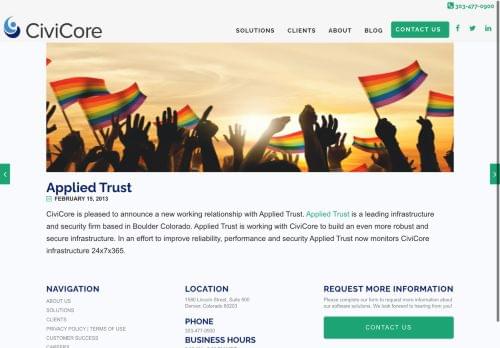 303-477-0900
CiviCore
SOLUTIONS CLIENTS ABOUT BLOG CONTACT US
Applied Trust
FEBRUARY 15, 2013
CiviCore is pleased to announce a new working relationship with Applied Trust. Applied Trust is a leading infrastructure
and security firm based in Boulder Colorado. Applied Trust is working with CiviCore to build an even more robust and
secure infrastructure. In an effort to improve reliability, performance and security Applied Trust now monitors CiviCore
infrastructure 24x7x365.
NAVIGATION
ABOUT US
SOLUTIONS
CLIENTS
PRIVACY POLICY | TERMS OF USE
CUSTOMER SUCCESS
CAREERS
LOCATION
1580 Lincoln Street, Suite 500
Denver, Colorado 80203
PHONE
303-477-0900
BUSINESS HOURS
REQUEST MORE INFORMATION
Please complete our form to request more information about
our software solutions. We look forward to hearing from you!
CONTACT US